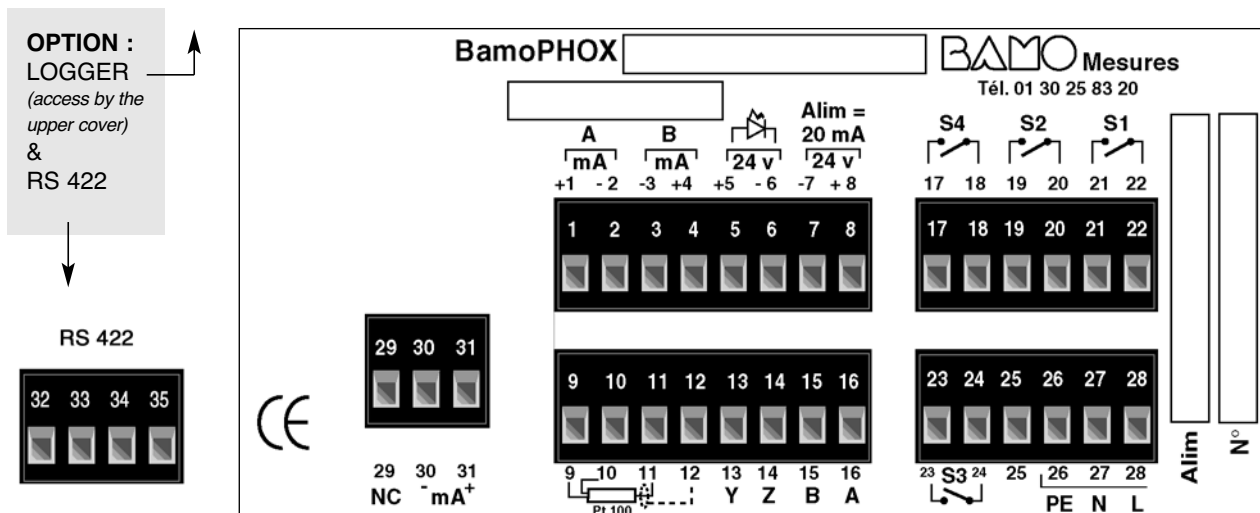 OPTION :
LOGGER
(access by the
upper cover)
&
RS 422
RS 422
32 33 34 35
BamoPHOX
BAMO Mesures
Tél. 01 30 25 83 20
A B
mA mA 24 v
Alim =
20 mA
24 v
+1 - 2 -3 +4 +5 - 6 -7 + 8
1 2 3 4 5 6 7 8
S4 S2 S1
17 18 19 20 21 22
17 18 19 20 21 22
29 30 31
CE
29 30 31
NC - mA +
9 10 11 12 13 14 15 16
9 10 11 12 13 14 15 16
Pt 100
Y Z B A
23 24 25 26 27 28
23 S3 24 25 26 27 28
PE N L
Alim
N°